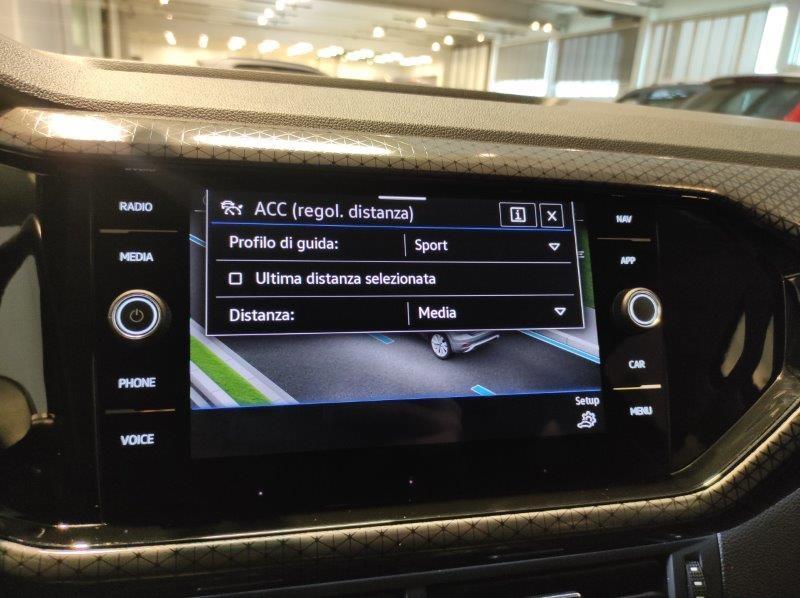 RADIO
MEDIA
PHONE
VOICE
ACC (regol. distanza)
Profilo di guida: Sport
Ultima distanza selezionata
Distanza: Media
Setup
NAV
APP
CAR
MENU